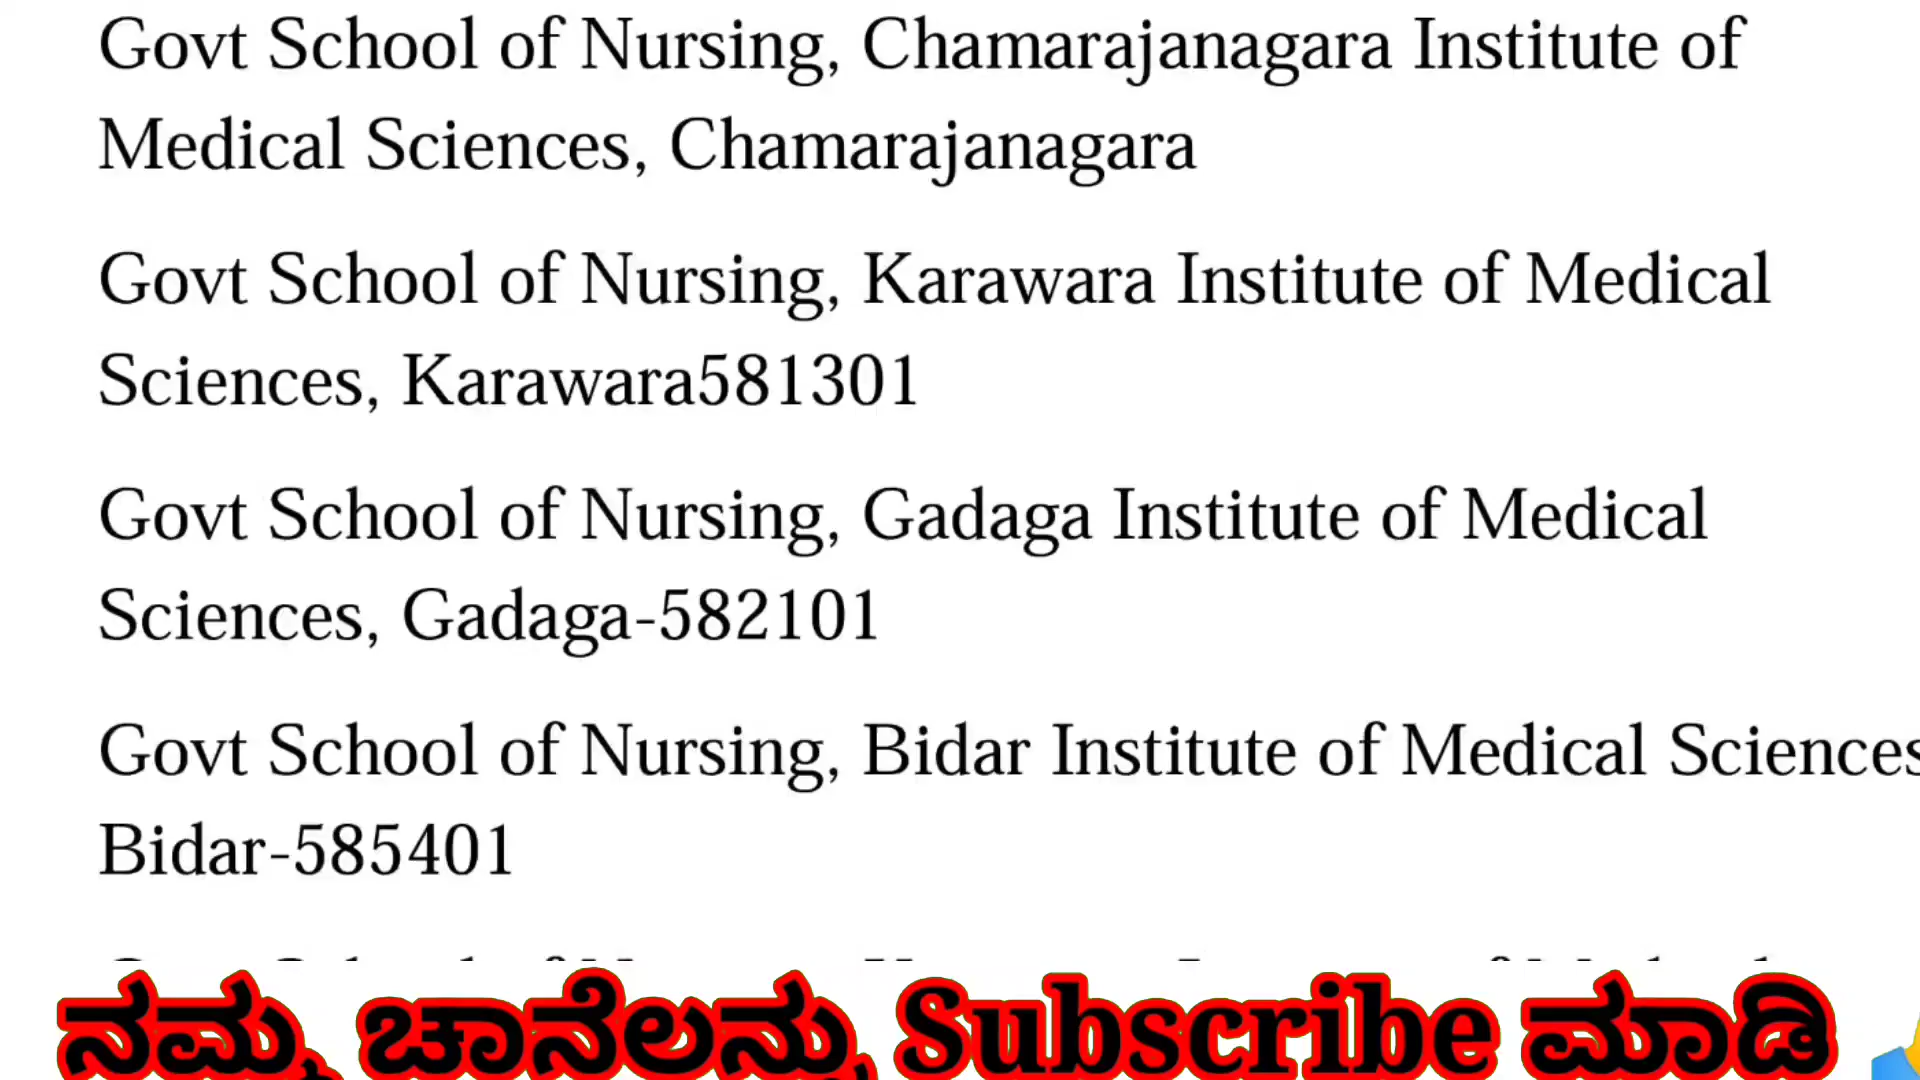 Govt School of Nursing, Chamarajanagara Institute of
Medical Sciences, Chamarajanagara
Govt School of Nursing, Karawara Institute of Medical
Sciences, Karawara581301
Govt School of Nursing, Gadaga Institute of Medical
Sciences, Gadaga-582101
Govt School of Nursing, Bidar Institute of Medical Sciences
Bidar-585401
ನಮ್ಮ ಚಾನೆಲನ್ನು Subscribe ಮಾಡಿ